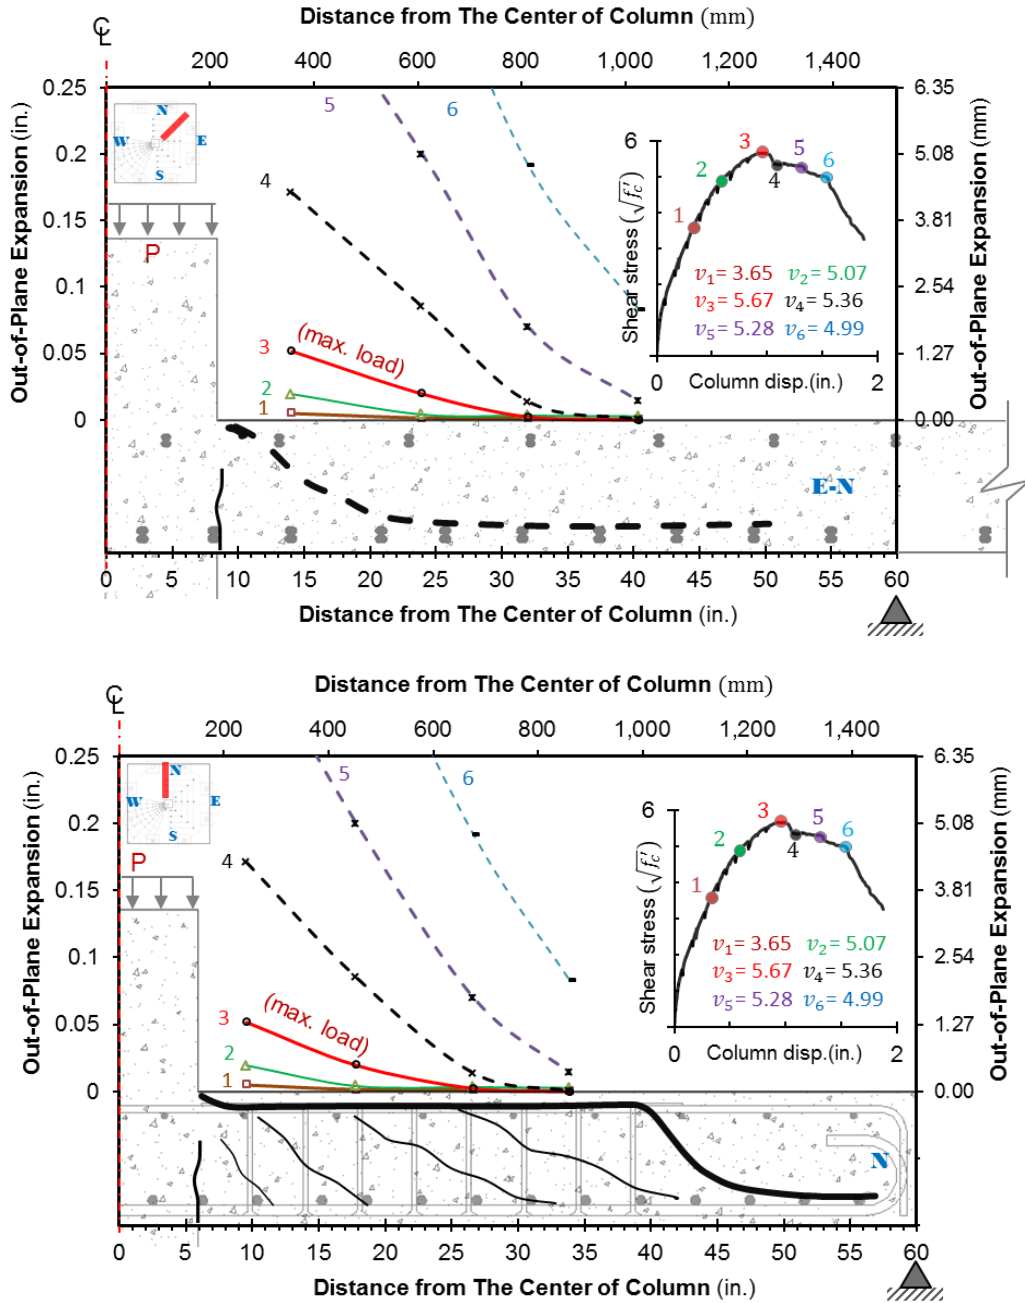 Distance from The Center of Column (mm)
℄
200 400 600 800 1,000 1,200 1,400
Out-of-Plane Expansion (in.)
0.25
0.2
0.15
0.1
0.05
0
6.35
5.08
3.81
2.54
1.27
0.00
Out-of-Plane Expansion (mm)
N
W E
S
P
5
6
4
3
(max. load)
2
1
Shear stress (√f′c)
6
3
2
5
6
4
1
v1= 3.65 v2= 5.07
v3= 5.67 v4= 5.36
v5= 5.28 v6= 4.99
0 2
Column disp.(in.)
E-N
0 5 10 15 20 25 30 35 40 45 50 55 60
Distance from The Center of Column (in.)
Distance from The Center of Column (mm)
℄
200 400 600 800 1,000 1,200 1,400
Out-of-Plane Expansion (in.)
0.25
0.2
0.15
0.1
0.05
0
6.35
5.08
3.81
2.54
1.27
0.00
Out-of-Plane Expansion (mm)
N
W E
S
P
5
6
4
3
(max. load)
2
1
Shear stress (√f′c)
6
3
2
5
6
4
1
v1= 3.65 v2= 5.07
v3= 5.67 v4= 5.36
v5= 5.28 v6= 4.99
0 2
Column disp.(in.)
N
0 5 10 15 20 25 30 35 40 45 50 55 60
Distance from The Center of Column (in.)